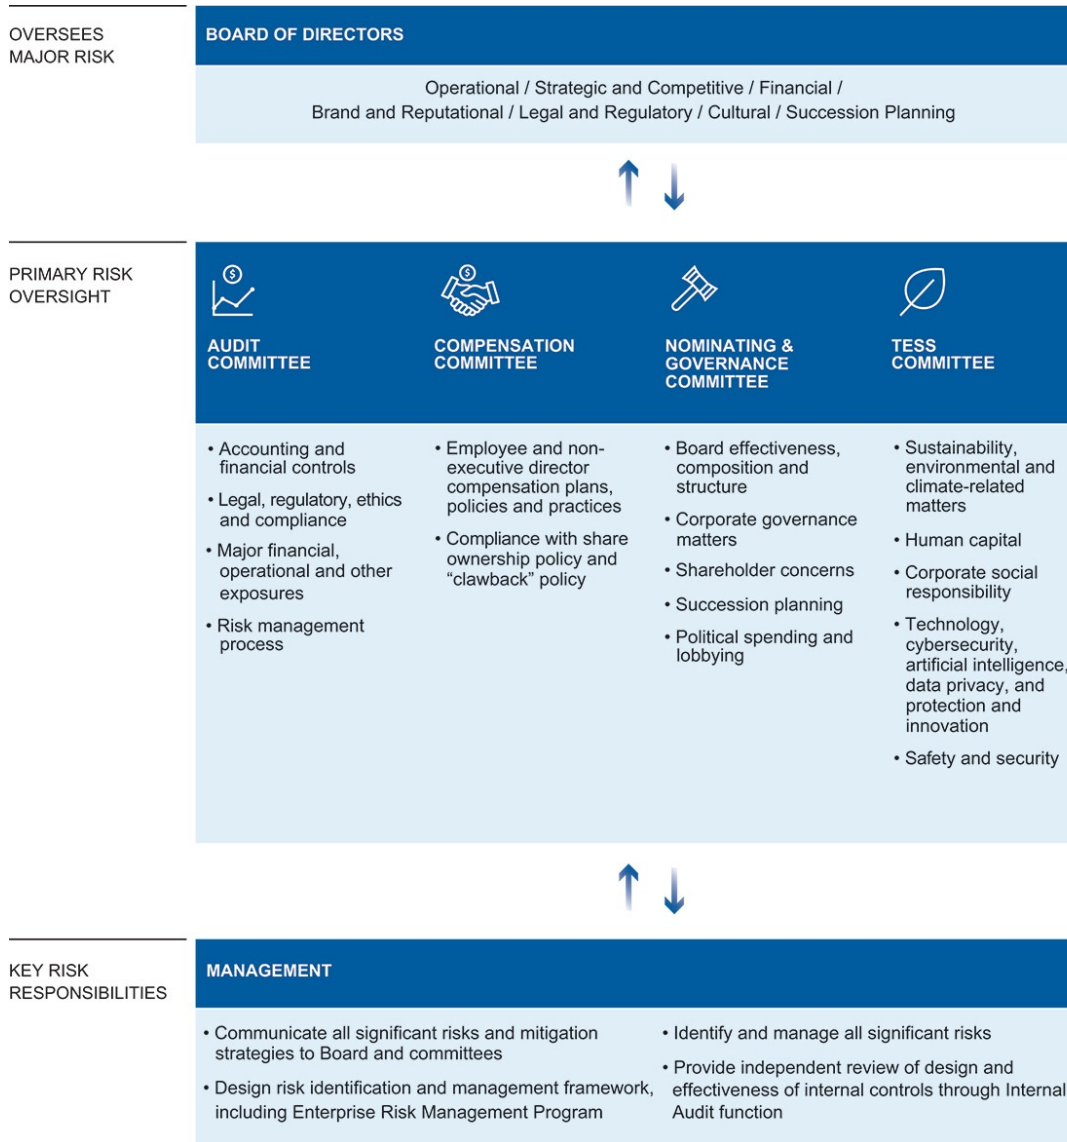 OVERSEES
MAJOR RISK
BOARD OF DIRECTORS
Operational / Strategic and Competitive / Financial /
Brand and Reputational / Legal and Regulatory / Cultural / Succession Planning
PRIMARY RISK
OVERSIGHT
$
AUDIT
COMMITTEE
• Accounting and
financial controls
• Legal, regulatory, ethics
and compliance
• Major financial,
operational and other
exposures
• Risk management
process
$
COMPENSATION
COMMITTEE
• Employee and non-
executive director
compensation plans,
policies and practices
• Compliance with share
ownership policy and
“clawback” policy
NOMINATING &
GOVERNANCE
COMMITTEE
• Board effectiveness,
composition and
structure
• Corporate governance
matters
• Shareholder concerns
• Succession planning
• Political spending and
lobbying
TESS
COMMITTEE
• Sustainability,
environmental and
climate-related
matters
• Human capital
• Corporate social
responsibility
• Technology,
cybersecurity,
artificial intelligence,
data privacy, and
protection and
innovation
• Safety and security
KEY RISK
RESPONSIBILITIES
MANAGEMENT
• Communicate all significant risks and mitigation
strategies to Board and committees
• Design risk identification and management framework,
including Enterprise Risk Management Program
• Identify and manage all significant risks
• Provide independent review of design and
effectiveness of internal controls through Internal
Audit function